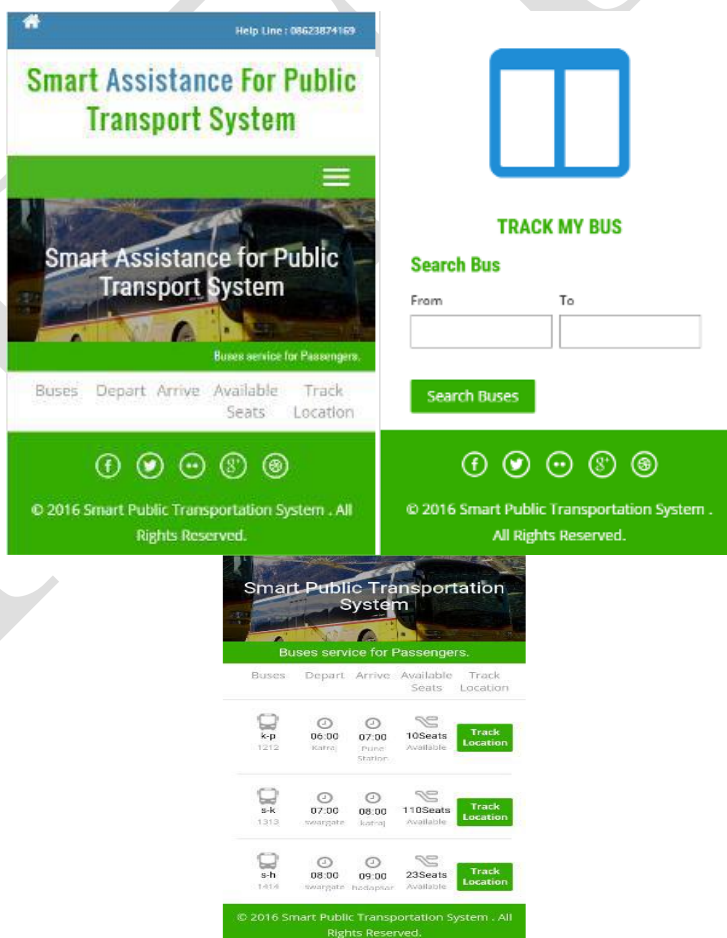 Help Line : 08623874169
Smart Assistance For Public
Transport System
Smart Assistance for Public
Transport System
Buses service for Passengers.
Buses Depart Arrive Available Track
Seats Location
© 2016 Smart Public Transportation System . All
Rights Reserved.
TRACK MY BUS
Search Bus
From To
Search Buses
© 2016 Smart Public Transportation System .
All Rights Reserved.
Smart Public Transportation
System
Buses service for Passengers.
Buses Depart Arrive Available Track
Seats Location
k-p 06:00 07:00 10Seats Track
Location
1212 Katraj Pune Available
Station
s-k 07:00 08:00 110Seats Track
Location
1313 swargate katraj Available
s-h 08:00 09:00 23Seats Track
Location
1414 swargate Available
© 2016 Smart Public Transportation System . All
Rights Reserved.